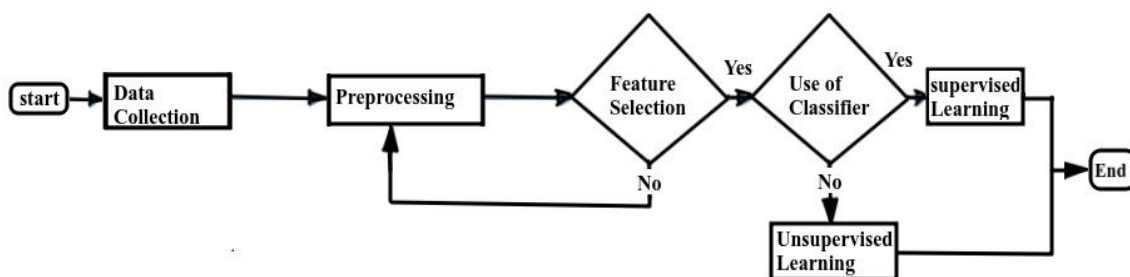 start
Data
Collection
Preprocessing
Feature
Selection
Yes
No
Use of
Classifier
Yes
No
supervised
Learning
Unsupervised
Learning
End